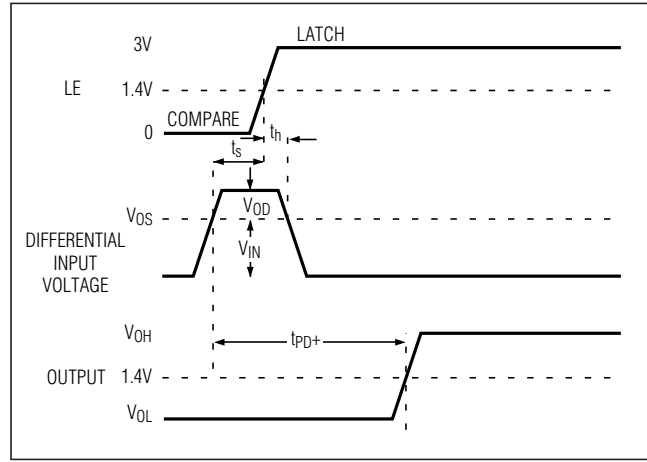 3V
LATCH
LE
1.4V
0
COMPARE
th
ts
VOD
VOS
VIN
DIFFERENTIAL
INPUT
VOLTAGE
VOH
tPD+
OUTPUT
1.4V
VOL